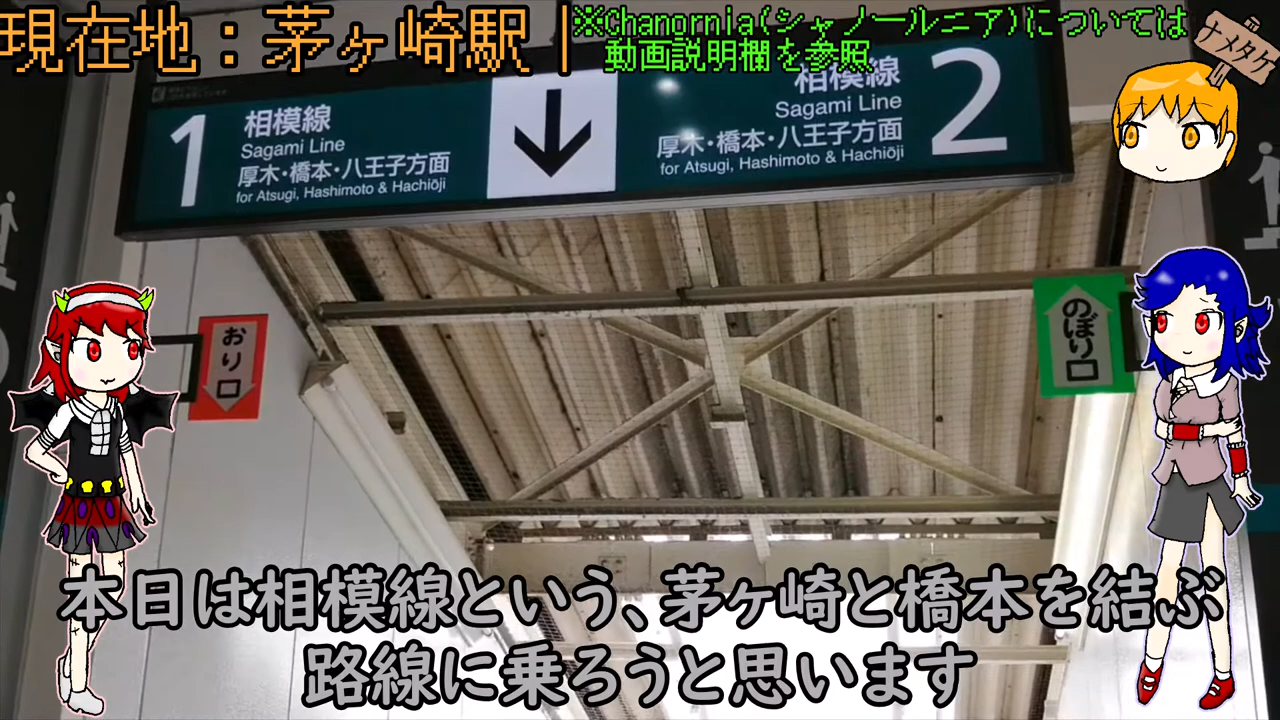 現在地：茅ヶ崎駅｜
※Chanornia(シャノールニア)については
動画説明欄を参照
ナメタケ
1
相模線
Sagami Line
厚木・橋本・八王子方面
for Atsugi, Hashimoto & Hachiōji
相模線
Sagami Line
厚木・橋本・八王子方面
for Atsugi, Hashimoto & Hachiōji
2
おり口
のぼり口
本日は相模線という、茅ヶ崎と橋本を結ぶ
路線に乗ろうと思います